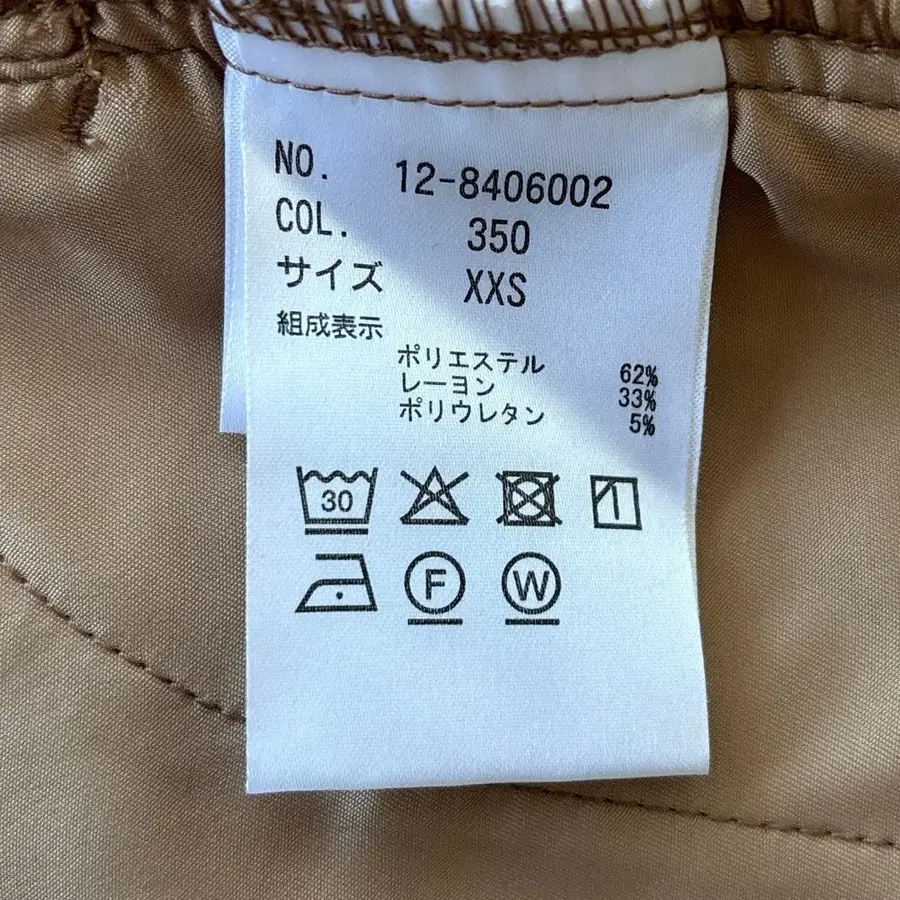 NO. 12-8406002
COL. 350
サイズ XXS
組成表示
ポリエステル 62%
レーヨン 33%
ポリウレタン 5%
30
F W